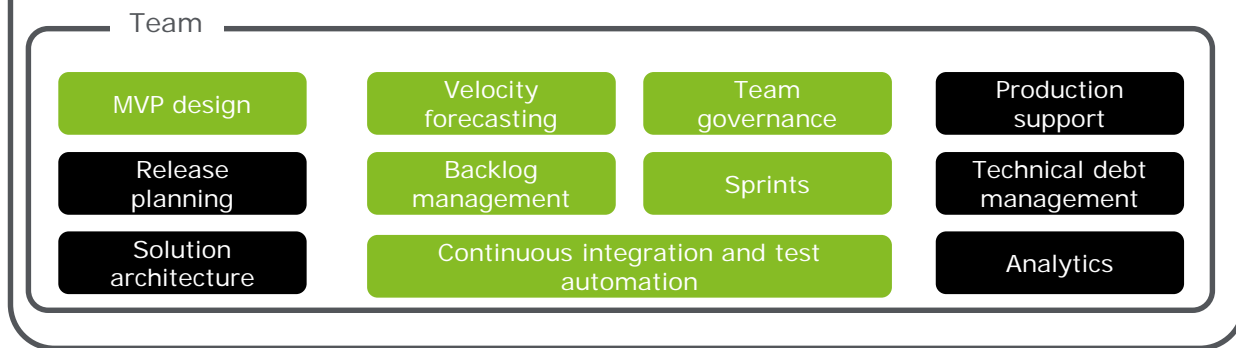 Team
MVP design
Velocity
forecasting
Team
governance
Production
support
Release
planning
Backlog
management
Sprints
Technical debt
management
Solution
architecture
Continuous integration and test
automation
Analytics